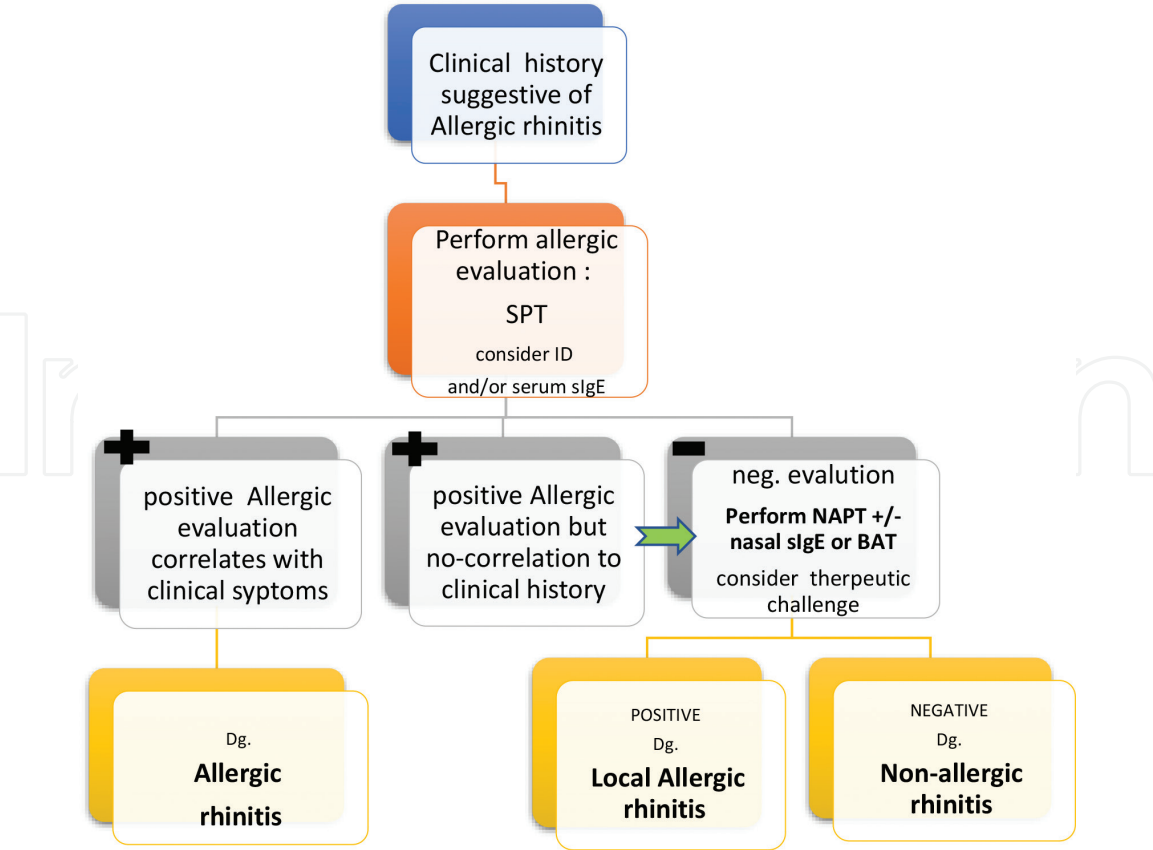 Clinical history
suggestive of
Allergic rhinitis
Perform allergic
evaluation :
SPT
consider ID
and/or serum sIgE
positive Allergic
evaluation
correlates with
clinical syptoms
positive Allergic
evaluation but
no-correlation to
clinical history
neg. evalution
Perform NAPT +/-
nasal sIgE or BAT
consider therpeutic
challenge
Dg.
Allergic
rhinitis
POSITIVE
Dg.
Local Allergic
rhinitis
NEGATIVE
Dg.
Non-allergic
rhinitis